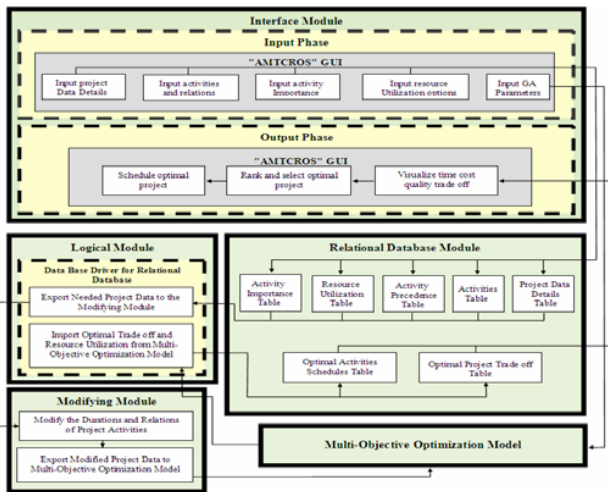 Interface Module
Input Phase
"AMTCROS" GUI
Input project
Data Details
Input activities
and relations
Input activity
Importance
Input resource
Utilization options
Input GA
Parameters
Output Phase
"AMTCROS" GUI
Schedule optimal
project
Rank and select optimal
project
Visualize time cost
quality trade off
Logical Module
Data Base Driver for Relational
Database
Export Needed Project Data to the
Modifying Module
Import Optimal Trade off and
Resource Utilization from Multi-
Objective Optimization Model
Relational Database Module
Activity
Importance
Table
Resource
Utilization
Table
Activity
Precedence
Table
Activities
Table
Project Data
Details
Table
Optimal Activities
Schedules Table
Optimal Project Trade off
Table
Modifying Module
Modify the Durations and Relations
of Project Activities
Export Modified Project Data to
Multi-Objective Optimization Model
Multi-Objective Optimization Model